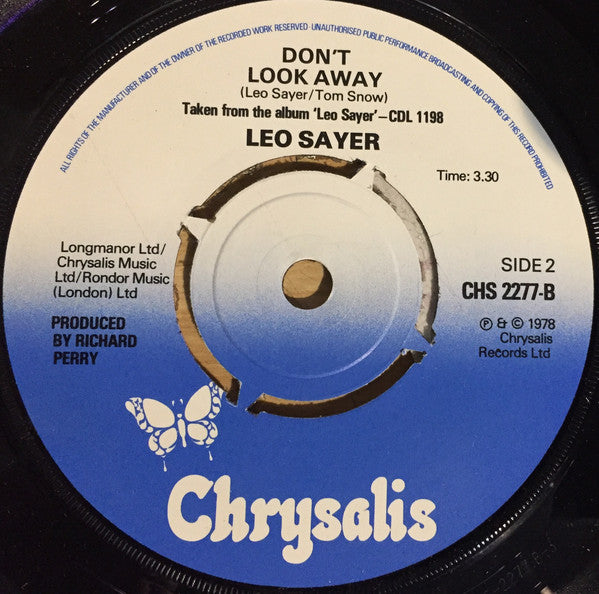 ALL RIGHTS OF THE MANUFACTURER AND OF THE OWNER OF THE RECORDED WORK RESERVED · UNAUTHORISED PUBLIC PERFORMANCE BROADCASTING AND COPYING OF THIS RECORD PROHIBITED
DON'T
LOOK AWAY
(Leo Sayer/Tom Snow)
Taken from the album 'Leo Sayer'–CDL 1198
LEO SAYER
Time: 3.30
Longmanor Ltd/
Chrysalis Music
Ltd/Rondor Music
(London) Ltd
SIDE 2
CHS 2277-B
PRODUCED
BY RICHARD
PERRY
℗ & © 1978
Chrysalis
Records Ltd
Chrysalis